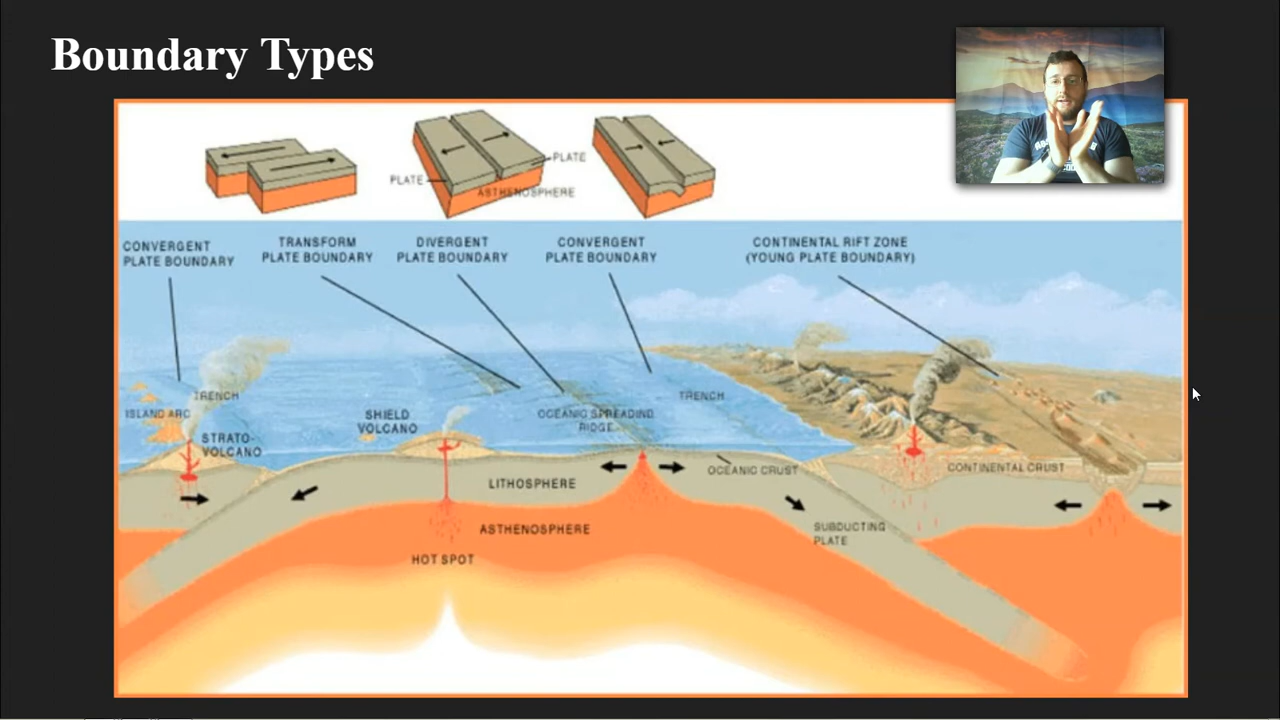 Boundary Types
PLATE
PLATE
ASTHENOSPHERE
CONVERGENT
PLATE BOUNDARY
TRANSFORM
PLATE BOUNDARY
DIVERGENT
PLATE BOUNDARY
CONVERGENT
PLATE BOUNDARY
CONTINENTAL RIFT ZONE
(YOUNG PLATE BOUNDARY)
TRENCH
ISLAND ARC
STRATO-
VOLCANO
SHIELD
VOLCANO
OCEANIC SPREADING
RIDGE
TRENCH
OCEANIC CRUST
CONTINENTAL CRUST
LITHOSPHERE
ASTHENOSPHERE
HOT SPOT
SUBDUCTING
PLATE